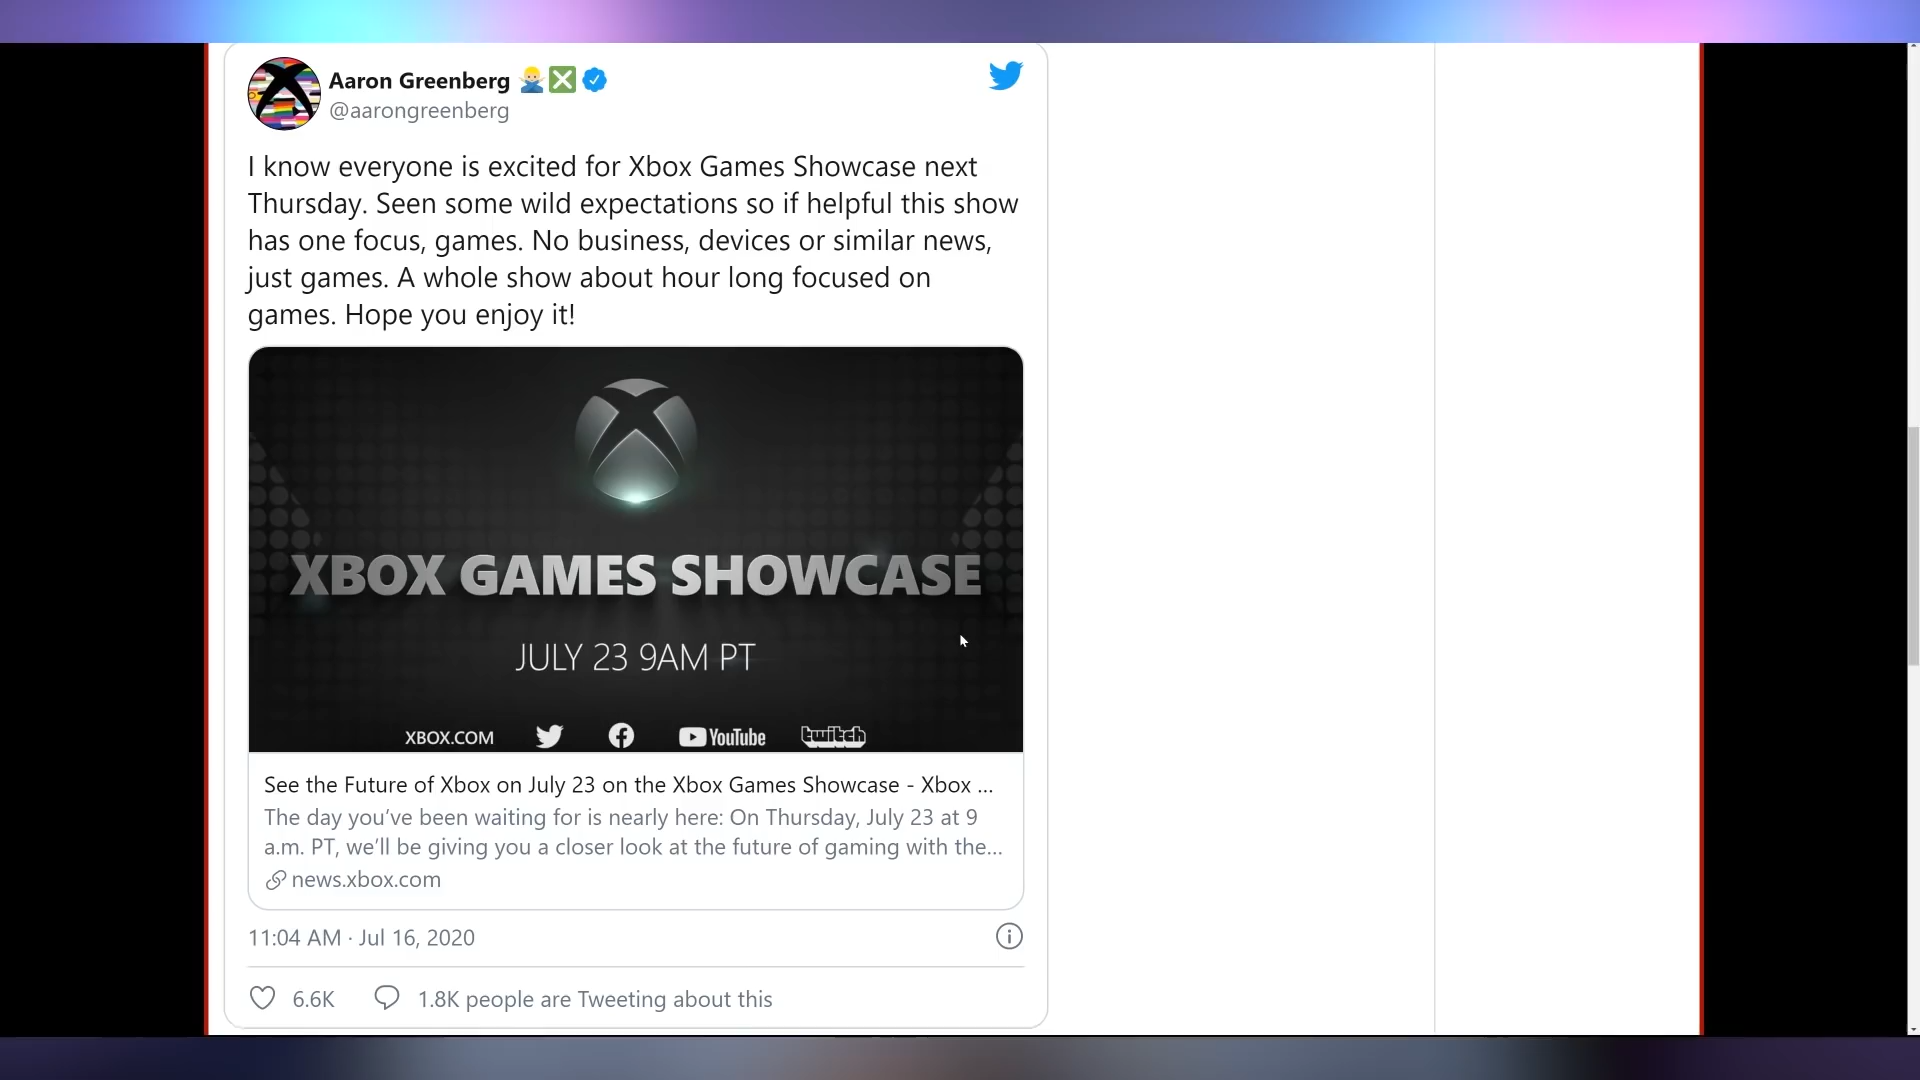 Aaron Greenberg 🙅🏼‍♂️❎
@aarongreenberg
I know everyone is excited for Xbox Games Showcase next
Thursday. Seen some wild expectations so if helpful this show
has one focus, games. No business, devices or similar news,
just games. A whole show about hour long focused on
games. Hope you enjoy it!
XBOX GAMES SHOWCASE
JULY 23 9AM PT
XBOX.COM YouTube twitch
See the Future of Xbox on July 23 on the Xbox Games Showcase - Xbox ...
The day you’ve been waiting for is nearly here: On Thursday, July 23 at 9
a.m. PT, we’ll be giving you a closer look at the future of gaming with the...
news.xbox.com
11:04 AM · Jul 16, 2020
6.6K 1.8K people are Tweeting about this